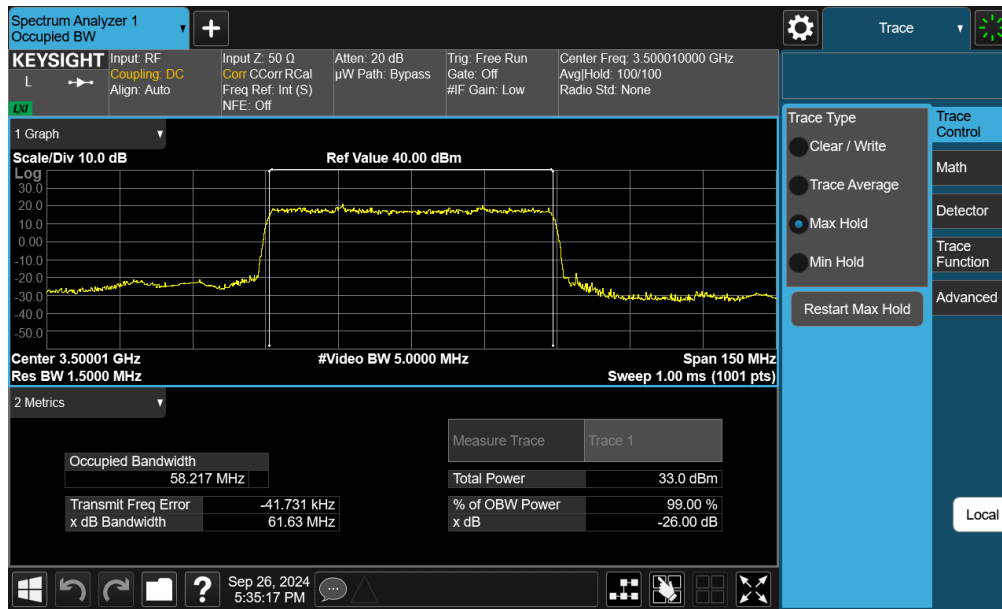 Spectrum Analyzer 1
Occupied BW
+
Trace
KEYSIGHT
L
LXI
Input: RF
Coupling: DC
Align: Auto
Input Z: 50 Ω
Corr CCorr RCal
Freq Ref: Int (S)
NFE: Off
Atten: 20 dB
µW Path: Bypass
Trig: Free Run
Gate: Off
#IF Gain: Low
Center Freq: 3.500010000 GHz
Avg|Hold: 100/100
Radio Std: None
1 Graph
Scale/Div 10.0 dB
Ref Value 40.00 dBm
Log
30.0
20.0
10.0
0.00
-10.0
-20.0
-30.0
-40.0
-50.0
Center 3.50001 GHz
#Video BW 5.0000 MHz
Span 150 MHz
Res BW 1.5000 MHz
Sweep 1.00 ms (1001 pts)
2 Metrics
Measure Trace
Trace 1
Occupied Bandwidth
58.217 MHz
Total Power
33.0 dBm
Transmit Freq Error
-41.731 kHz
% of OBW Power
99.00 %
x dB Bandwidth
61.63 MHz
x dB
-26.00 dB
Trace Type
Clear / Write
Trace Average
Max Hold
Min Hold
Restart Max Hold
Trace
Control
Math
Detector
Trace
Function
Advanced
Local
?
Sep 26, 2024
5:35:17 PM